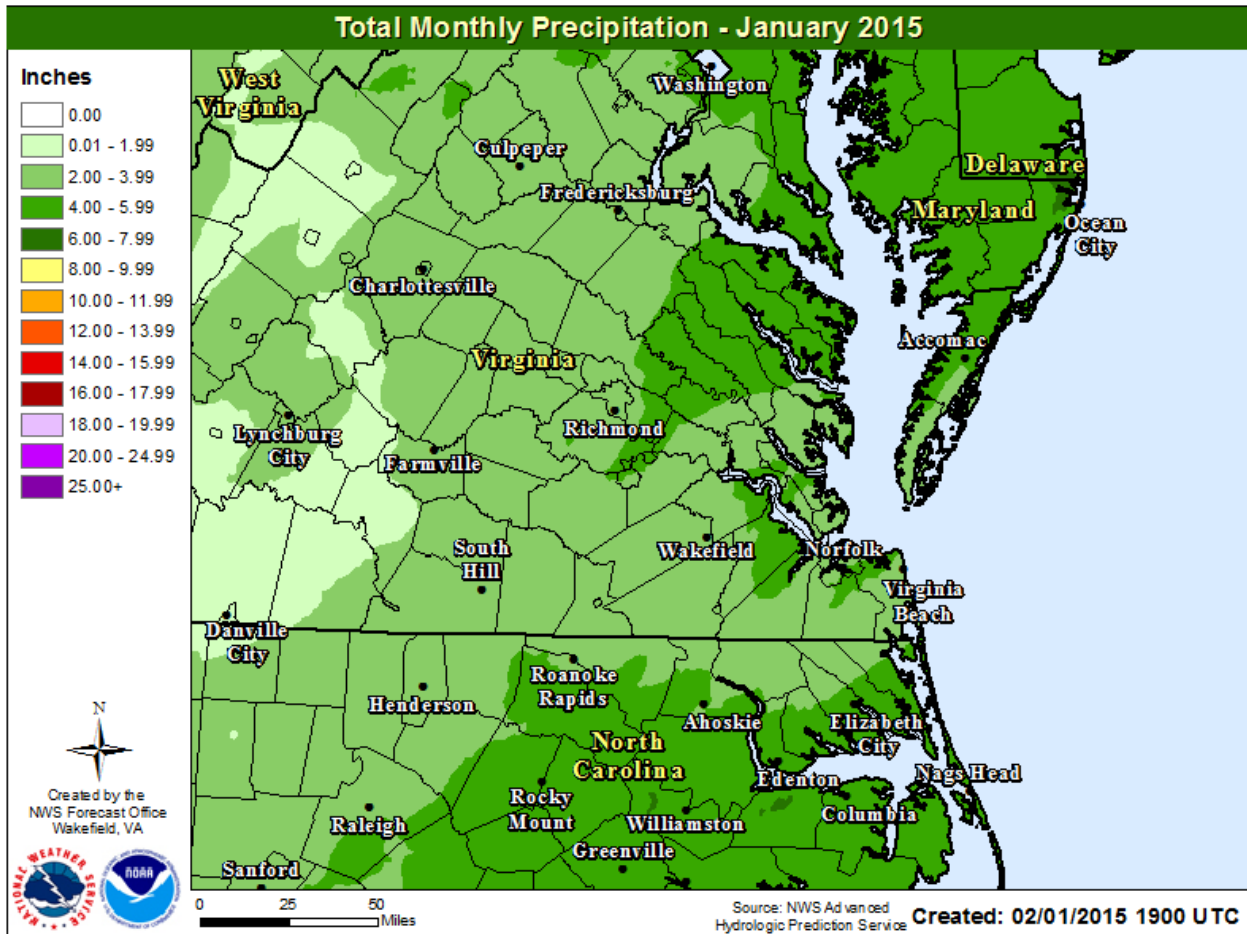 Total Monthly Precipitation - January 2015
Inches
0.00
0.01 - 1.99
2.00 - 3.99
4.00 - 5.99
6.00 - 7.99
8.00 - 9.99
10.00 - 11.99
12.00 - 13.99
14.00 - 15.99
16.00 - 17.99
18.00 - 19.99
20.00 - 24.99
25.00+
West
Virginia
Washington
Culpeper
Delaware
Fredericksburg
Maryland
Ocean
City
Charlottesville
Accomac
Virginia
Richmond
Lynchburg
City
Farmville
South
Hill
Wakefield
Norfolk
Virginia
Beach
Danville
City
Roanoke
Rapids
Henderson
Ahoskie
Elizabeth
City
North
Carolina
Edenton
Nags Head
Rocky
Mount
Williamston
Columbia
Raleigh
Greenville
Sanford
N
Created by the
NWS Forecast Office
Wakefield, VA
NATIONAL WEATHER SERVICE
NOAA
0 25 50
Miles
Source: NWS Advanced
Hydrologic Prediction Service
Created: 02/01/2015 1900 UTC